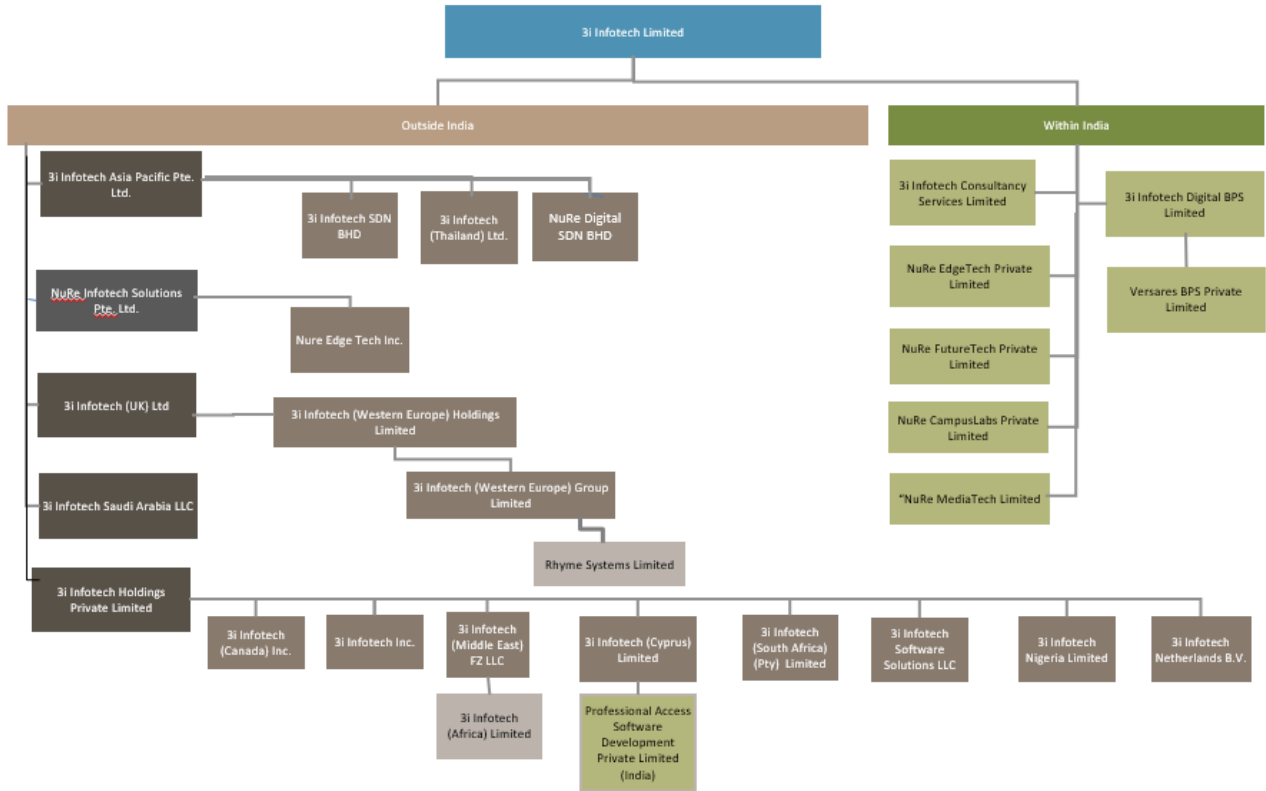 3i Infotech Limited
Outside India
Within India
3i Infotech Asia Pacific Pte.
Ltd.
3i Infotech SDN
BHD
3i Infotech
(Thailand) Ltd.
NuRe Digital
SDN BHD
3i Infotech Consultancy
Services Limited
3i Infotech Digital BPS
Limited
NuRe Infotech Solutions
Pte. Ltd.
Nure Edge Tech Inc.
NuRe EdgeTech Private
Limited
Versares BPS Private
Limited
NuRe FutureTech Private
Limited
3i Infotech (UK) Ltd
3i Infotech (Western Europe) Holdings
Limited
NuRe CampusLabs Private
Limited
3i Infotech Saudi Arabia LLC
3i Infotech (Western Europe) Group
Limited
“NuRe MediaTech Limited
Rhyme Systems Limited
3i Infotech Holdings
Private Limited
3i Infotech
(Canada) Inc.
3i Infotech Inc.
3i Infotech
(Middle East)
FZ LLC
3i Infotech (Cyprus)
Limited
3i Infotech
(South Africa)
(Pty) Limited
3i Infotech
Software
Solutions LLC
3i Infotech
Nigeria Limited
3i Infotech
Netherlands B.V.
3i Infotech
(Africa) Limited
Professional Access
Software
Development
Private Limited
(India)